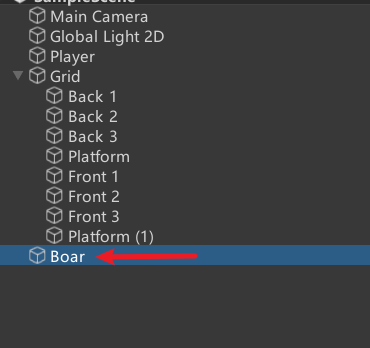 SampleScene
Main Camera
Global Light 2D
Player
Grid
Back 1
Back 2
Back 3
Platform
Front 1
Front 2
Front 3
Platform (1)
Boar